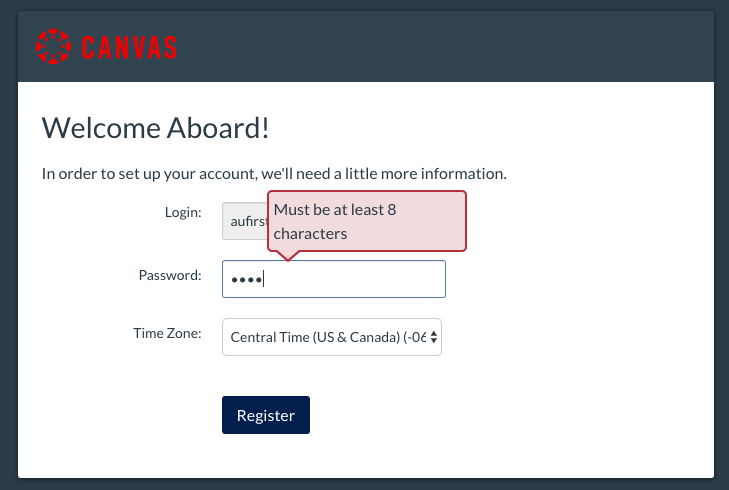 CANVAS
Welcome Aboard!
In order to set up your account, we'll need a little more information.
Login:
Must be at least 8
characters
Password:
••••
Time Zone:
Central Time (US & Canada) (-06
Register